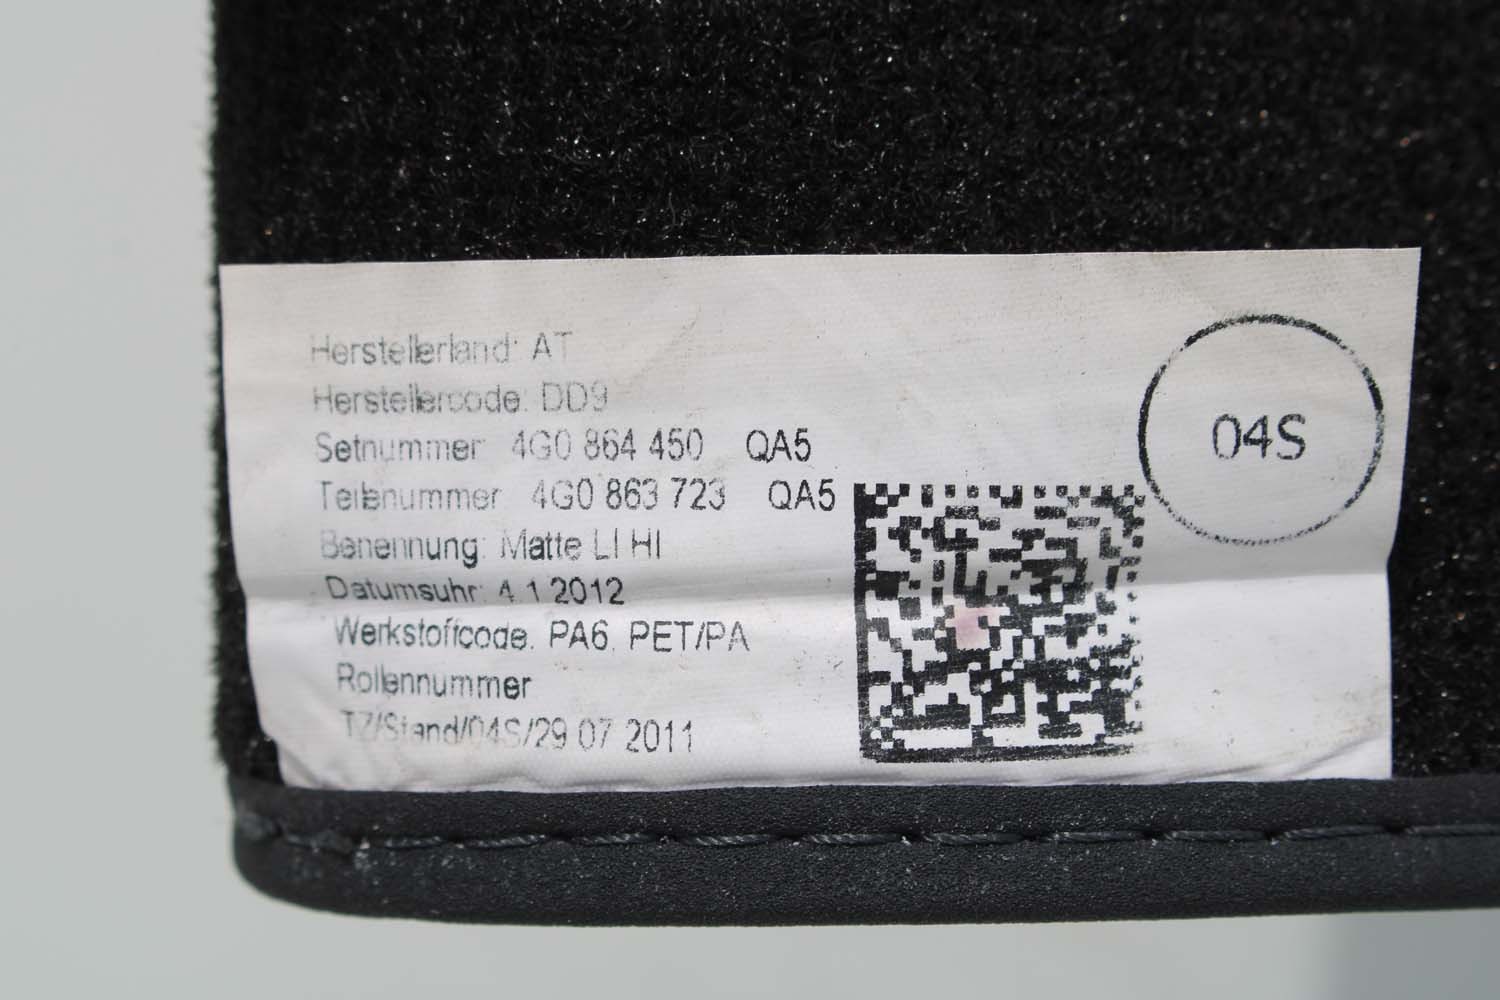 Herstellerland: AT
Herstellercode: DD9
Setnummer: 4G0 864 450 QA5
Teilenummer: 4G0 863 723 QA5
Benennung: Matte LI HI
Datumsuhr: 4.1.2012
Werkstoffcode: PA6, PET/PA
Rollennummer
TZ/Stand/04S/29.07.2011
04S